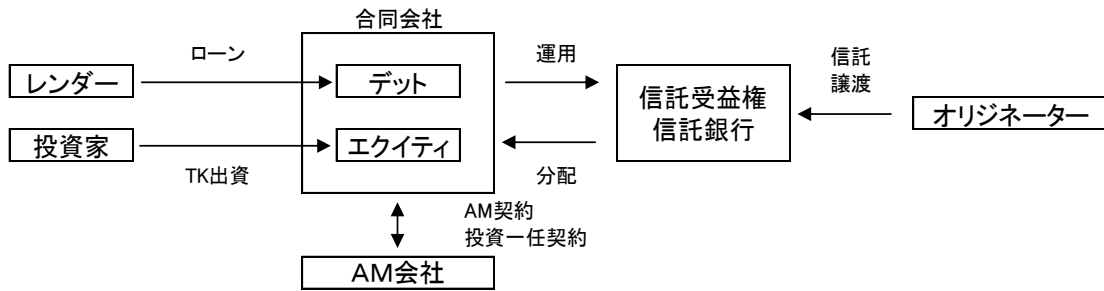 合同会社
ローン
運用
信託
譲渡
レンダー
デット
信託受益権
信託銀行
オリジネーター
投資家
エクイティ
TK出資
分配
AM契約
投資一任契約
AM会社